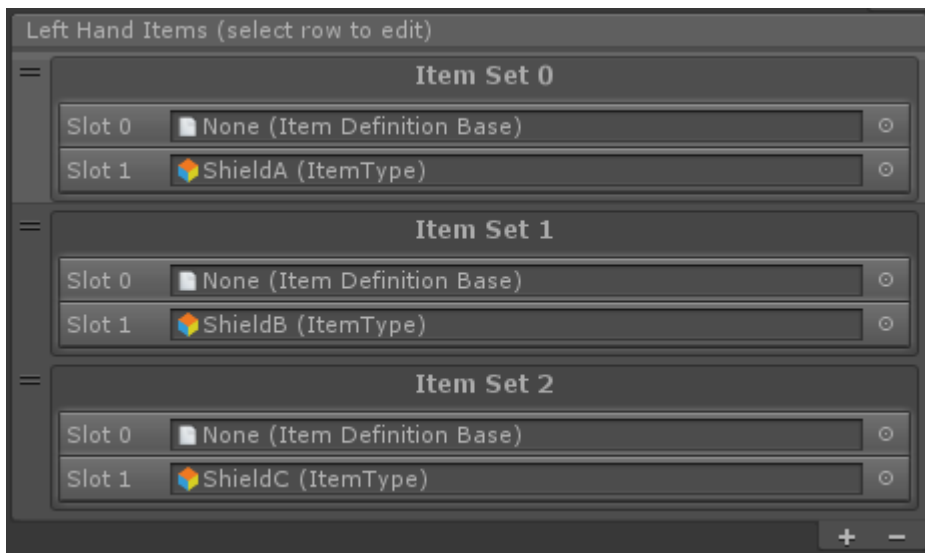 Left Hand Items (select row to edit)
Item Set 0
Slot 0 None (Item Definition Base)
Slot 1 ShieldA (ItemType)
Item Set 1
Slot 0 None (Item Definition Base)
Slot 1 ShieldB (ItemType)
Item Set 2
Slot 0 None (Item Definition Base)
Slot 1 ShieldC (ItemType)